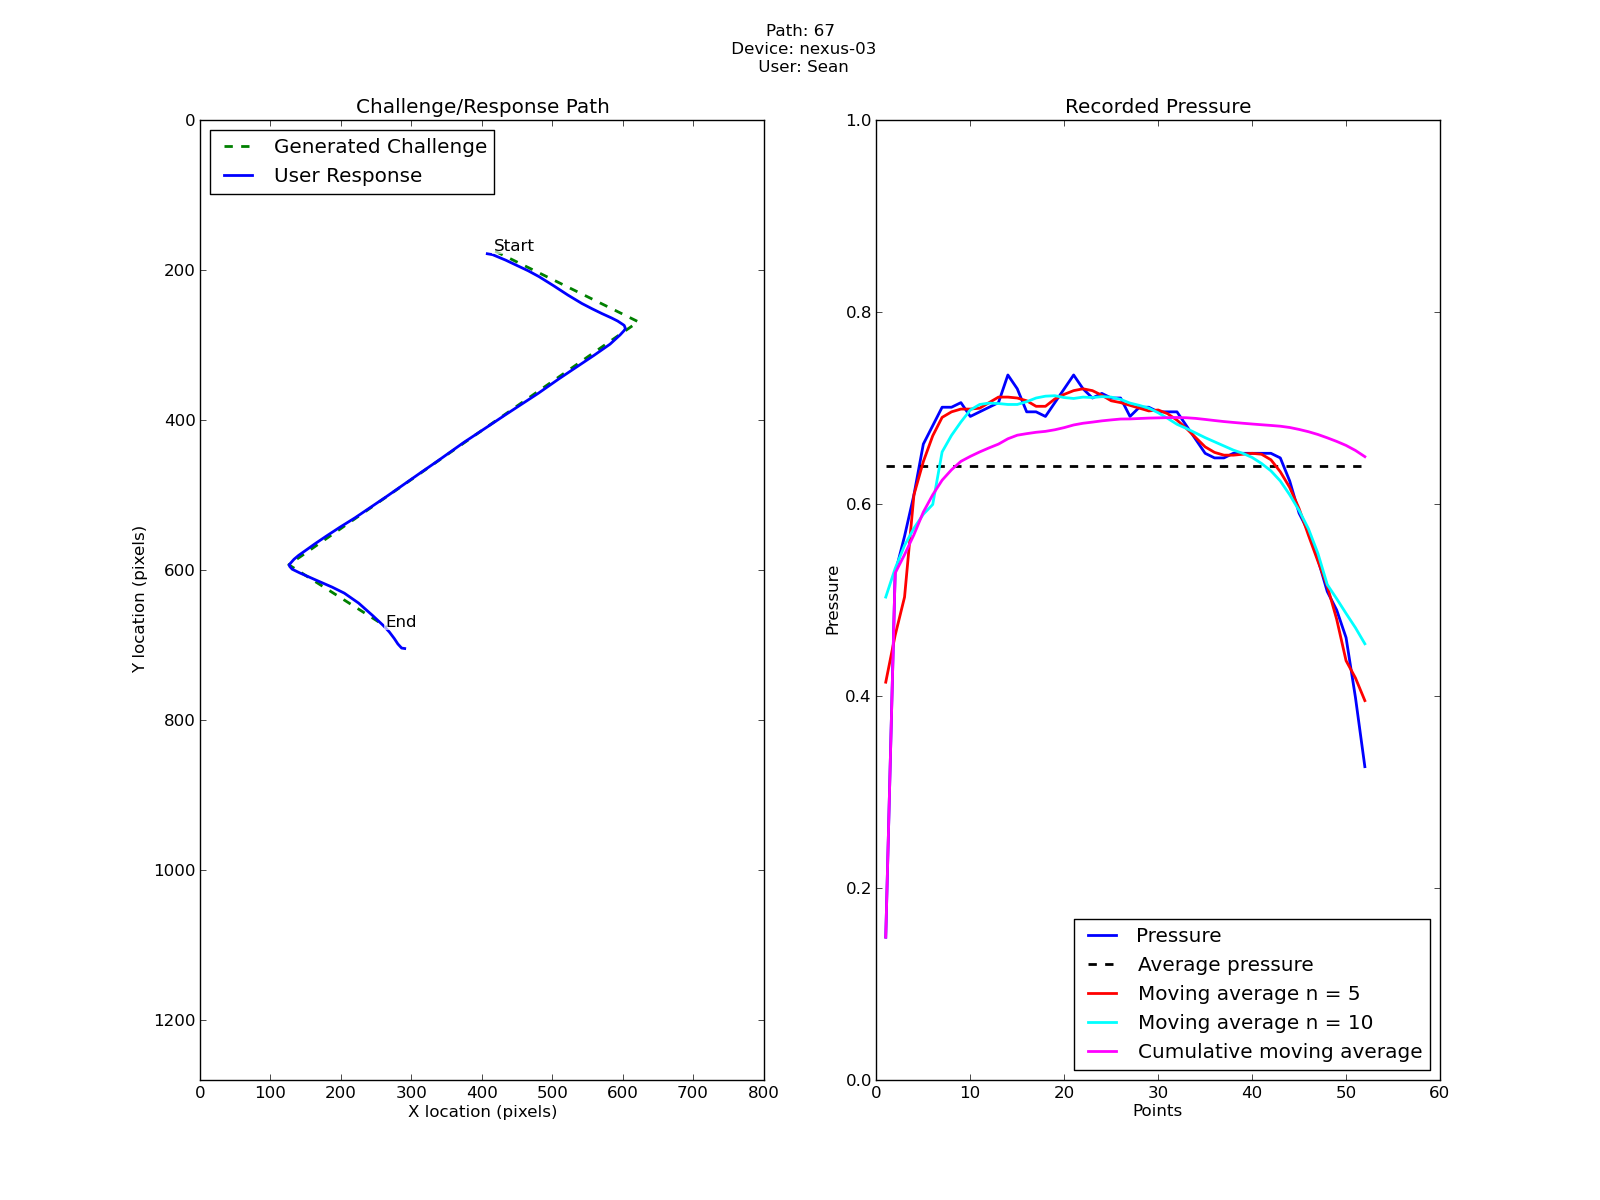 Path: 67
Device: nexus-03
User: Sean
Challenge/Response Path
Generated Challenge
User Response
Start
End
0
200
400
600
800
1000
1200
Y location (pixels)
0 100 200 300 400 500 600 700 800
X location (pixels)
Recorded Pressure
1.0
0.8
0.6
0.4
0.2
0.0
Pressure
Pressure
Average pressure
Moving average n = 5
Moving average n = 10
Cumulative moving average
0 10 20 30 40 50 60
Points